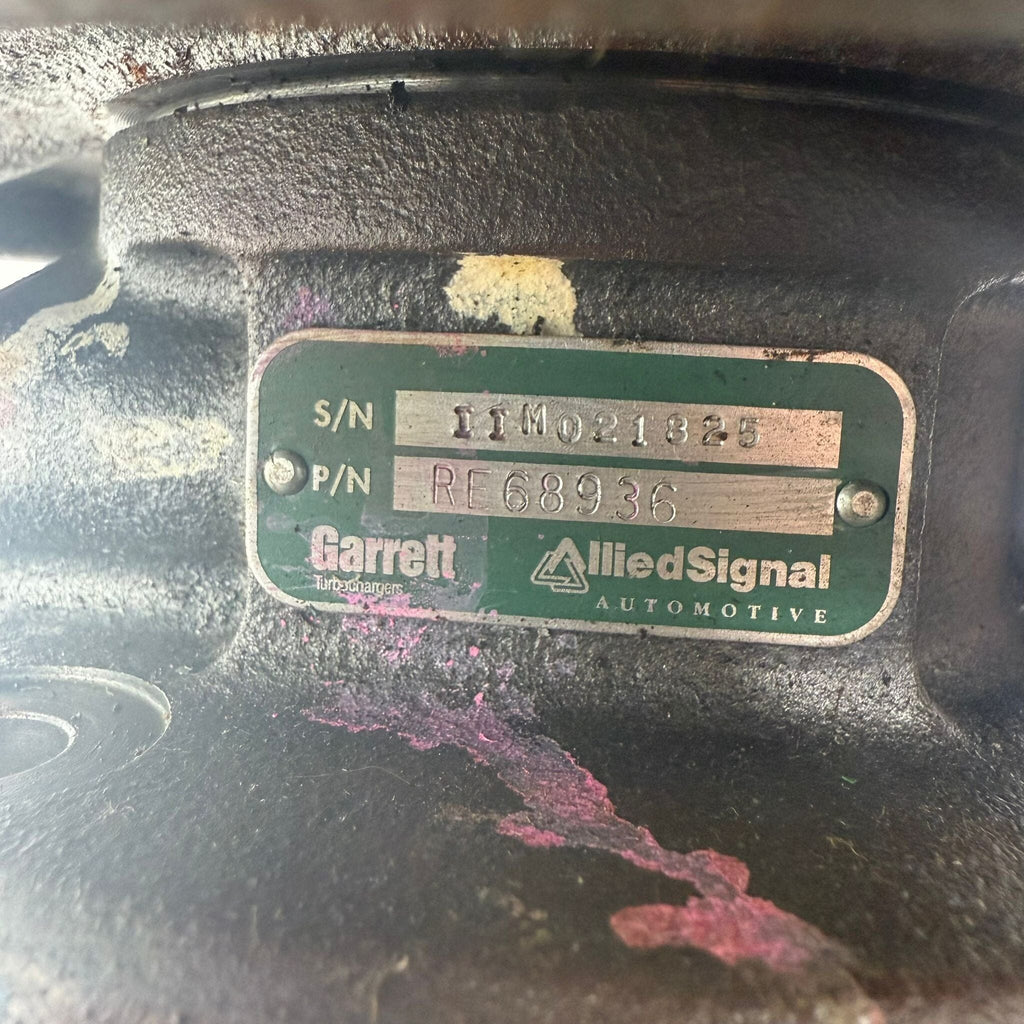 S/N IIM021825
P/N RE68936
Garrett AlliedSignal
Turbochargers AUTOMOTIVE